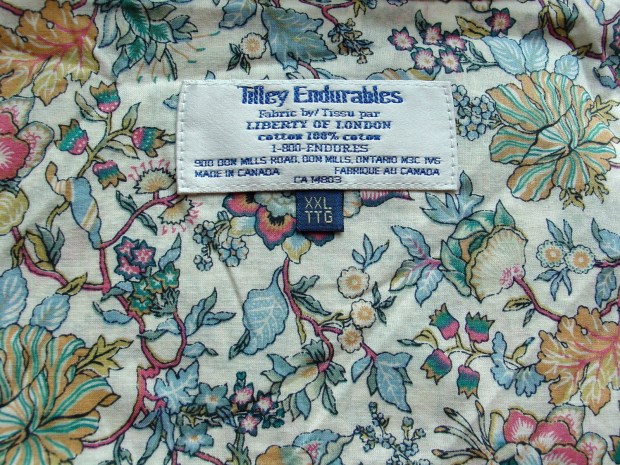 Tilley Endurables
Fabric by/Tissu par
LIBERTY OF LONDON
cotton 100% coton
1-800-ENDURES
900 DON MILLS ROAD, DON MILLS, ONTARIO M3C 1V6
MADE IN CANADA FABRIQUE AU CANADA
CA 14803
XXL
TTG